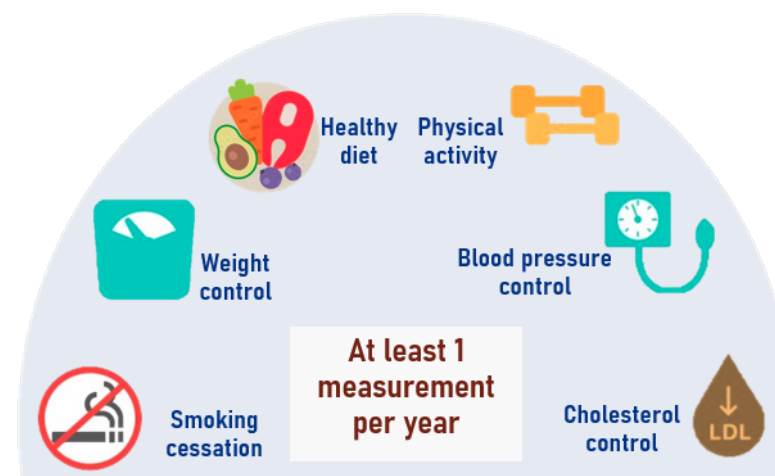 Healthy
diet
Physical
activity
Weight
control
Blood pressure
control
At least 1
measurement
per year
Smoking
cessation
Cholesterol
control
LDL